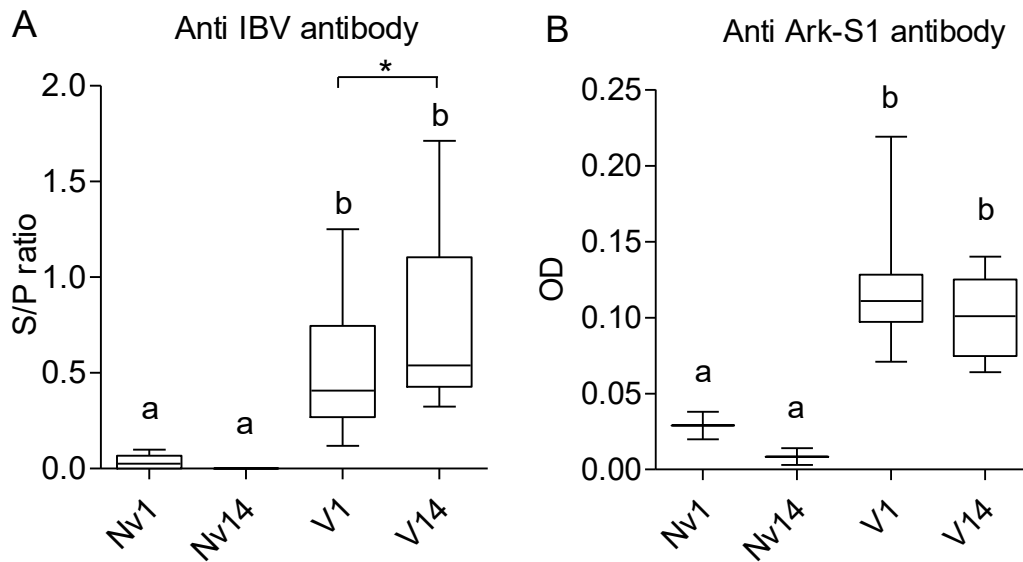 A
Anti IBV antibody
S/P ratio
2.0
1.5
1.0
0.5
0.0
*
a
a
b
b
Nv1
Nv14
V1
V14
B
Anti Ark-S1 antibody
OD
0.25
0.20
0.15
0.10
0.05
0.00
a
a
b
b
Nv1
Nv14
V1
V14